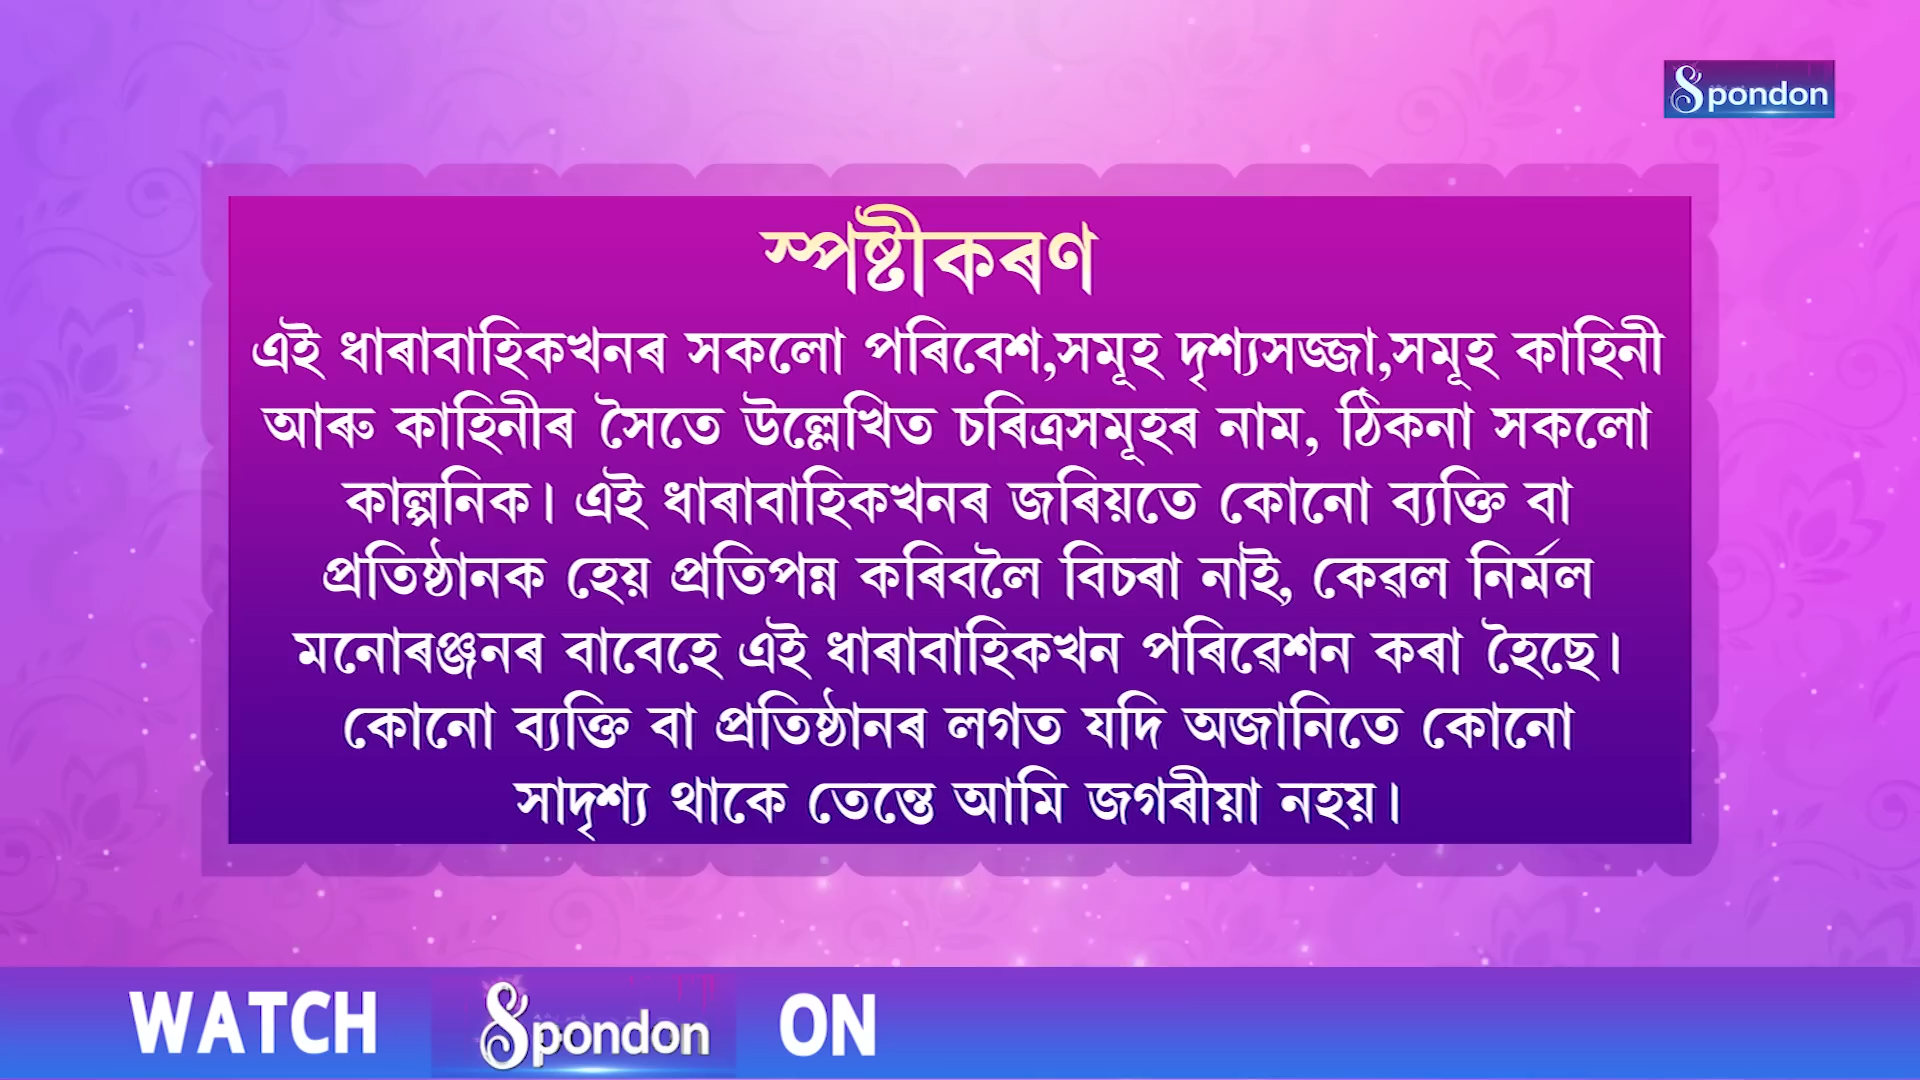 Spondon
স্পষ্টীকৰণ
এই ধাৰাবাহিকখনৰ সকলো পৰিবেশ,সমূহ দৃশ্যসজ্জা,সমূহ কাহিনী
আৰু কাহিনীৰ সৈতে উল্লেখিত চৰিত্ৰসমূহৰ নাম, ঠিকনা সকলো
কাল্পনিক। এই ধাৰাবাহিকখনৰ জৰিয়তে কোনো ব্যক্তি বা
প্ৰতিষ্ঠানক হেয় প্ৰতিপন্ন কৰিবলৈ বিচৰা নাই, কেৱল নিৰ্মল
মনোৰঞ্জনৰ বাবেহে এই ধাৰাবাহিকখন পৰিৱেশন কৰা হৈছে।
কোনো ব্যক্তি বা প্ৰতিষ্ঠানৰ লগত যদি অজানিতে কোনো
সাদৃশ্য থাকে তেন্তে আমি জগৰীয়া নহয়।
WATCH Spondon ON